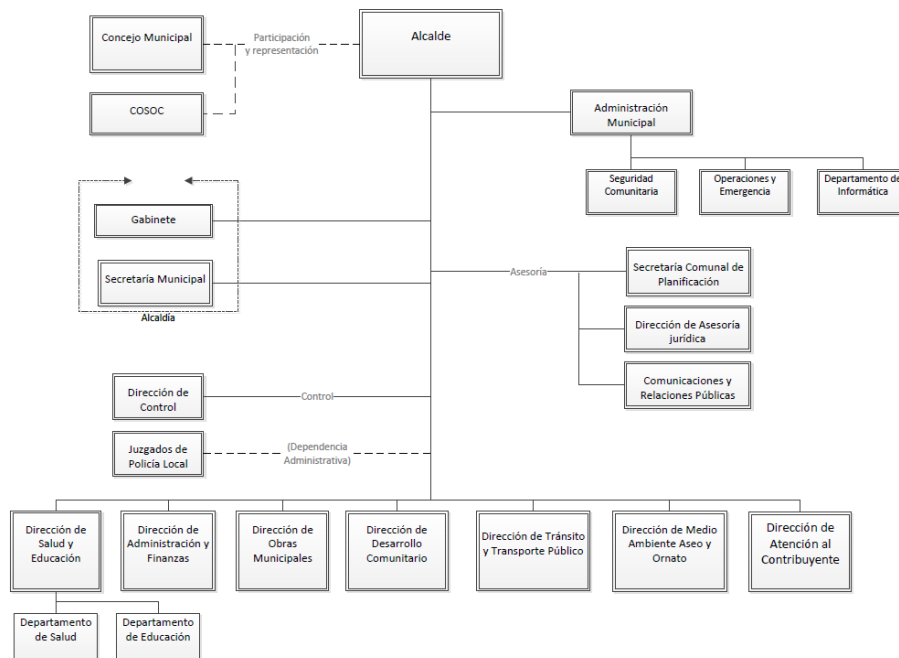 Concejo Municipal
Participación
y representación
Alcalde
COSOC
Administración
Municipal
Seguridad
Comunitaria
Operaciones y
Emergencia
Departamento de
Informática
Gabinete
Secretaría Municipal
Alcaldía
Asesoría
Secretaría Comunal de
Planificación
Dirección de Asesoría
jurídica
Comunicaciones y
Relaciones Públicas
Dirección de
Control
Control
Juzgados de
Policía Local
(Dependencia
Administrativa)
Dirección de
Salud y
Educación
Dirección de
Administración y
Finanzas
Dirección de
Obras
Municipales
Dirección de
Desarrollo
Comunitario
Dirección de Tránsito
y Transporte Público
Dirección de Medio
Ambiente Aseo y
Ornato
Dirección de
Atención al
Contribuyente
Departamento
de Salud
Departamento
de Educación